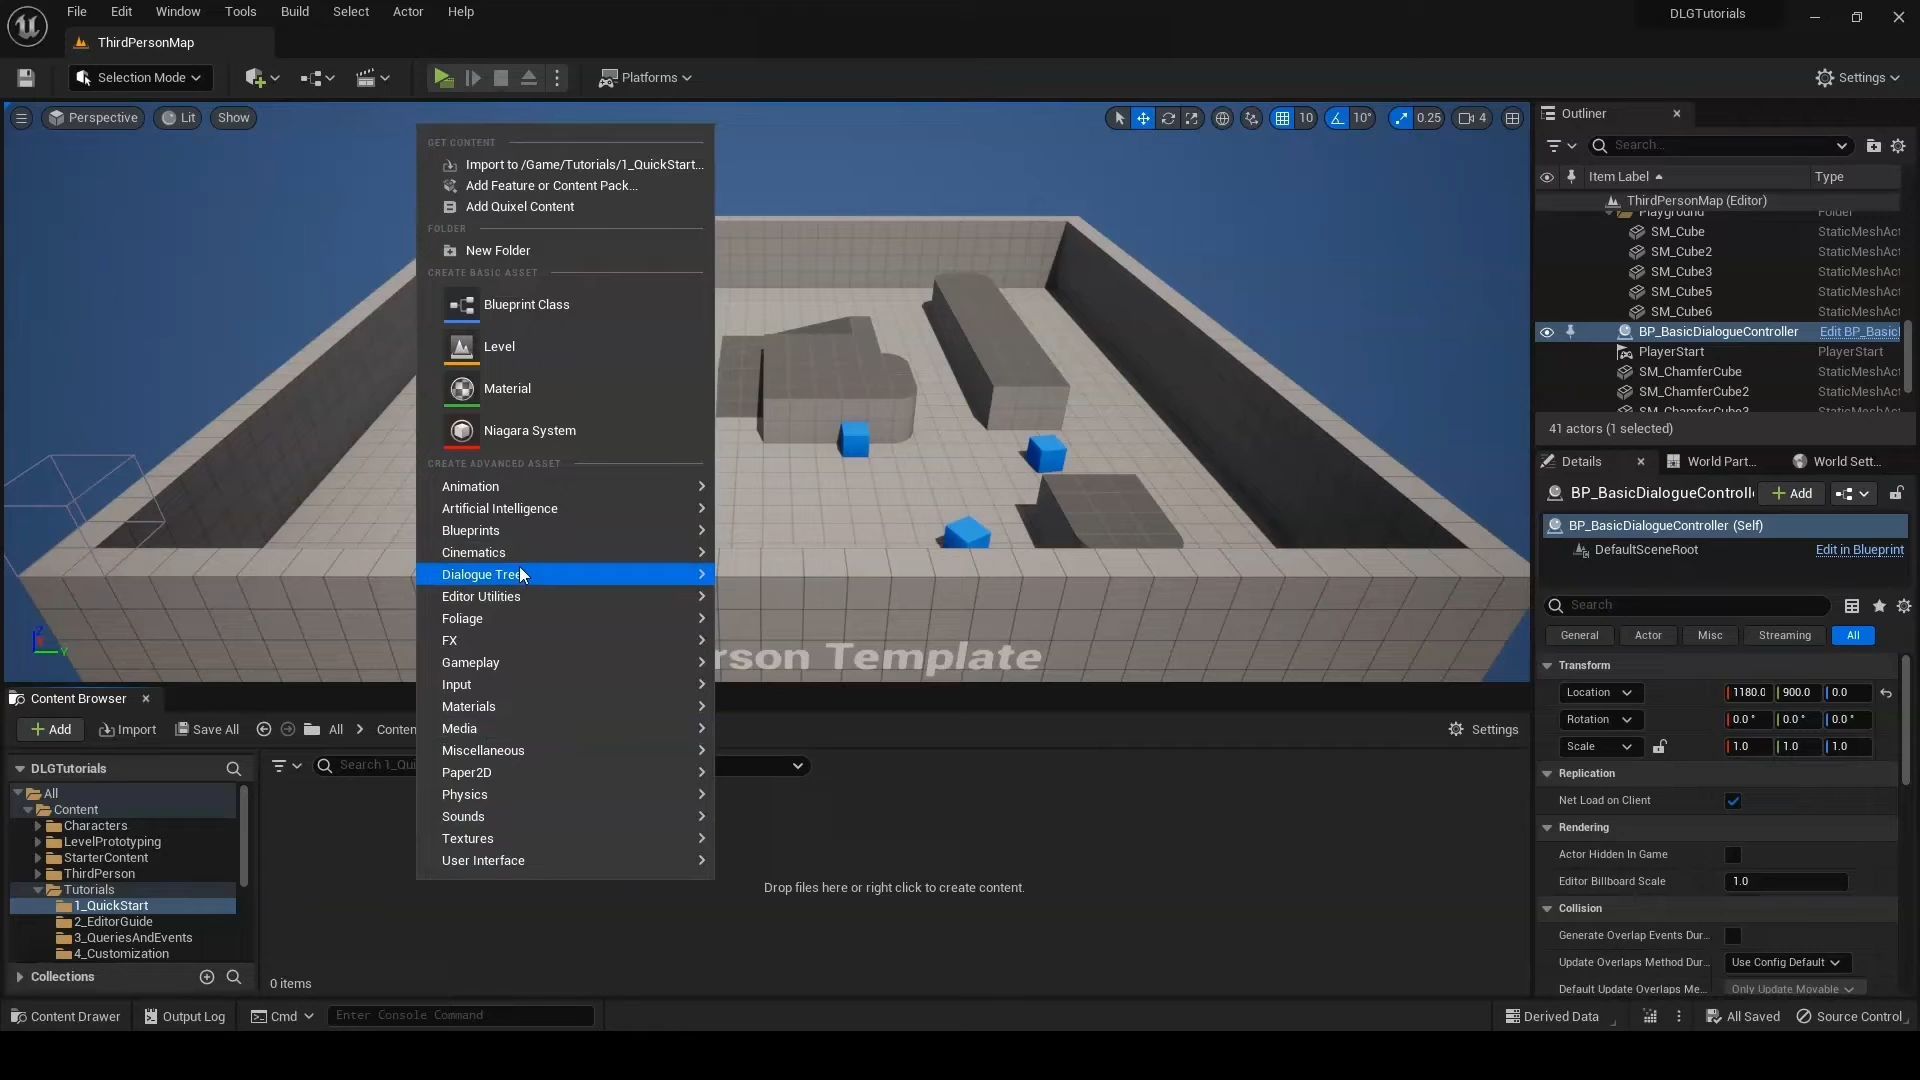 File Edit Window Tools Build Select Actor Help
DLGTutorials
ThirdPersonMap
Selection Mode
Platforms
Settings
Perspective
Lit
Show
10
10°
0.25
4
GET CONTENT
Import to /Game/Tutorials/1_QuickStart...
Add Feature or Content Pack...
Add Quixel Content
FOLDER
New Folder
CREATE BASIC ASSET
Blueprint Class
Level
Material
Niagara System
CREATE ADVANCED ASSET
Animation
Artificial Intelligence
Blueprints
Cinematics
Dialogue Tree
Editor Utilities
Foliage
FX
Gameplay
Input
Materials
Media
Miscellaneous
Paper2D
Physics
Sounds
Textures
User Interface
rson Template
Outliner
Search...
Item Label
Type
ThirdPersonMap (Editor)
Playground
Folder
SM_Cube StaticMeshAct
SM_Cube2 StaticMeshAct
SM_Cube3 StaticMeshAct
SM_Cube5 StaticMeshAct
SM_Cube6 StaticMeshAct
BP_BasicDialogueController Edit BP_Basicl
PlayerStart PlayerStart
SM_ChamferCube StaticMeshAct
SM_ChamferCube2 StaticMeshAct
SM_ChamferCube3 StaticMeshAct
41 actors (1 selected)
Details
World Part...
World Sett...
BP_BasicDialogueControlle
Add
BP_BasicDialogueController (Self)
DefaultSceneRoot Edit in Blueprint
Search
General Actor Misc Streaming All
Transform
Location 1180.0 900.0 0.0
Rotation 0.0 ° 0.0 ° 0.0 °
Scale 1.0 1.0 1.0
Replication
Net Load on Client
Rendering
Actor Hidden In Game
Editor Billboard Scale 1.0
Collision
Generate Overlap Events Dur...
Update Overlaps Method Dur... Use Config Default
Default Update Overlaps Me... Only Update Movable
Content Browser
Add
Import
Save All
All
Conten
Settings
DLGTutorials
Search 1_Qui
All
Content
Characters
LevelPrototyping
StarterContent
ThirdPerson
Tutorials
1_QuickStart
2_EditorGuide
3_QueriesAndEvents
4_Customization
Collections
Drop files here or right click to create content.
0 items
Content Drawer
Output Log
Cmd
Enter Console Command
Derived Data
All Saved
Source Control
Z
Y